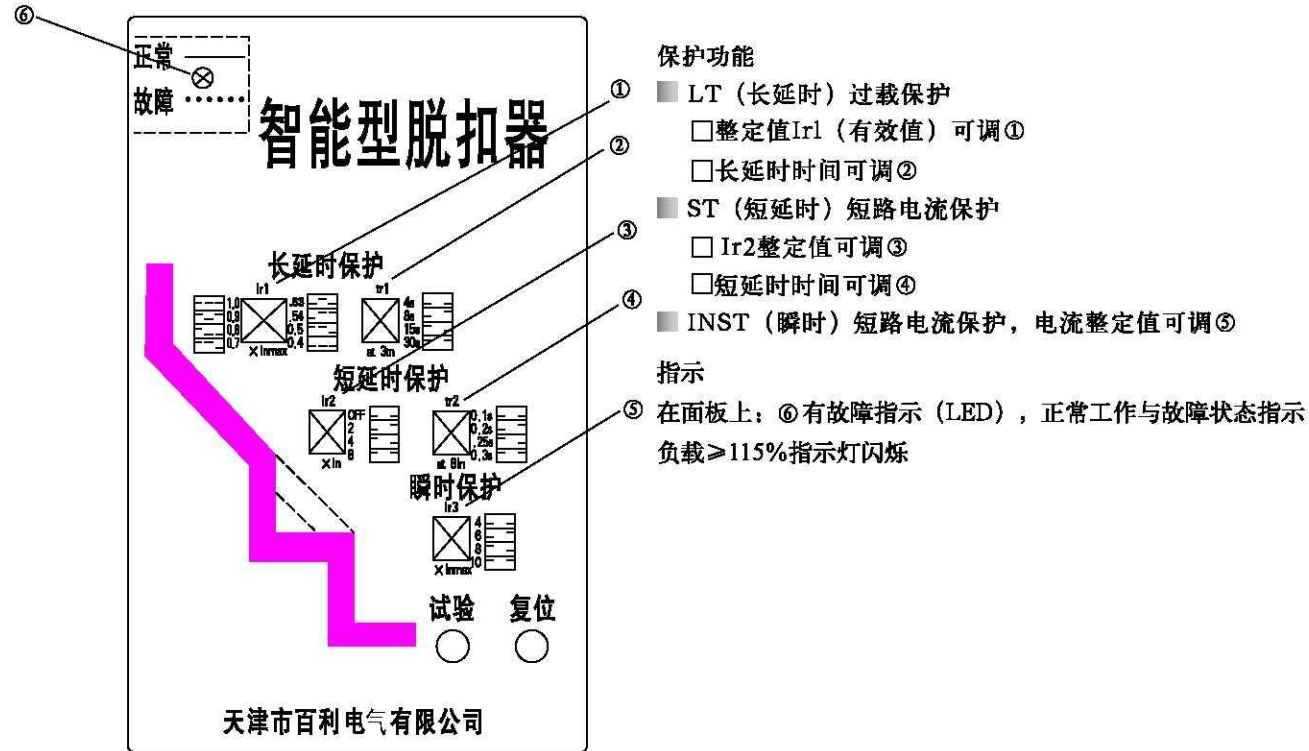 ⑥
正常
故障
智能型脱扣器
①
②
③
④
⑤
长延时保护
Ir1
tr1
1.0
0.9
0.8
0.7
.63
.54
0.5
0.4
4s
8s
15s
30s
×Inmax
at 3In
短延时保护
Ir2
tr2
OFF
2
4
8
0.1s
0.2s
.25s
0.3s
×In
at 8In
瞬时保护
Ir3
4
6
8
10
×Inmax
试验 复位
天津市百利电气有限公司
保护功能
LT（长延时）过载保护
□整定值Ir1（有效值）可调①
□长延时时间可调②
ST（短延时）短路电流保护
□ Ir2整定值可调③
□短延时时间可调④
INST（瞬时）短路电流保护，电流整定值可调⑤
指示
在面板上：⑥有故障指示（LED），正常工作与故障状态指示
负载≥115%指示灯闪烁